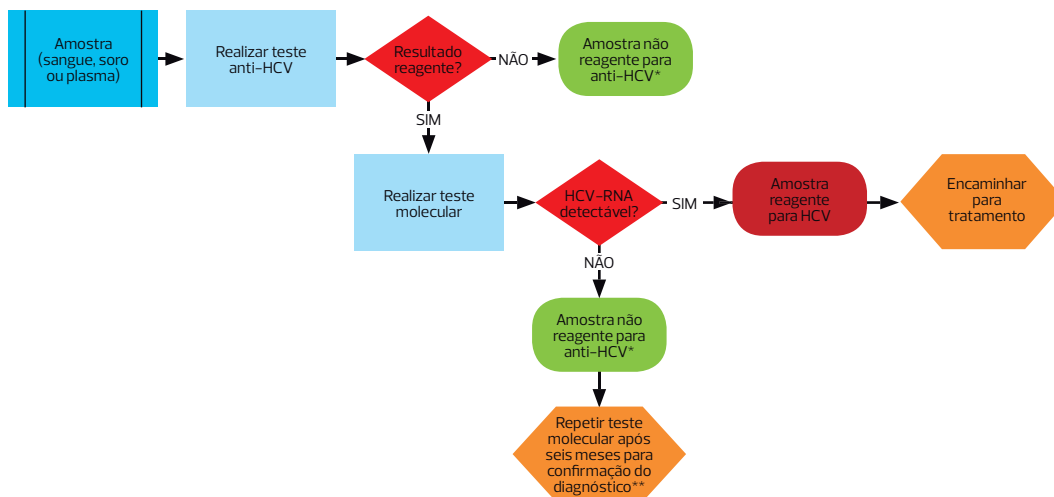 Amostra
(sangue, soro
ou plasma)
Realizar teste
anti-HCV
Resultado
reagente?
NÃO
Amostra não
reagente para
anti-HCV*
SIM
Realizar teste
molecular
HCV-RNA
detectável?
SIM
Amostra
reagente
para HCV
Encaminhar
para
tratamento
NÃO
Amostra não
reagente para
anti-HCV*
Repetir teste
molecular após
seis meses para
confirmação do
diagnóstico**